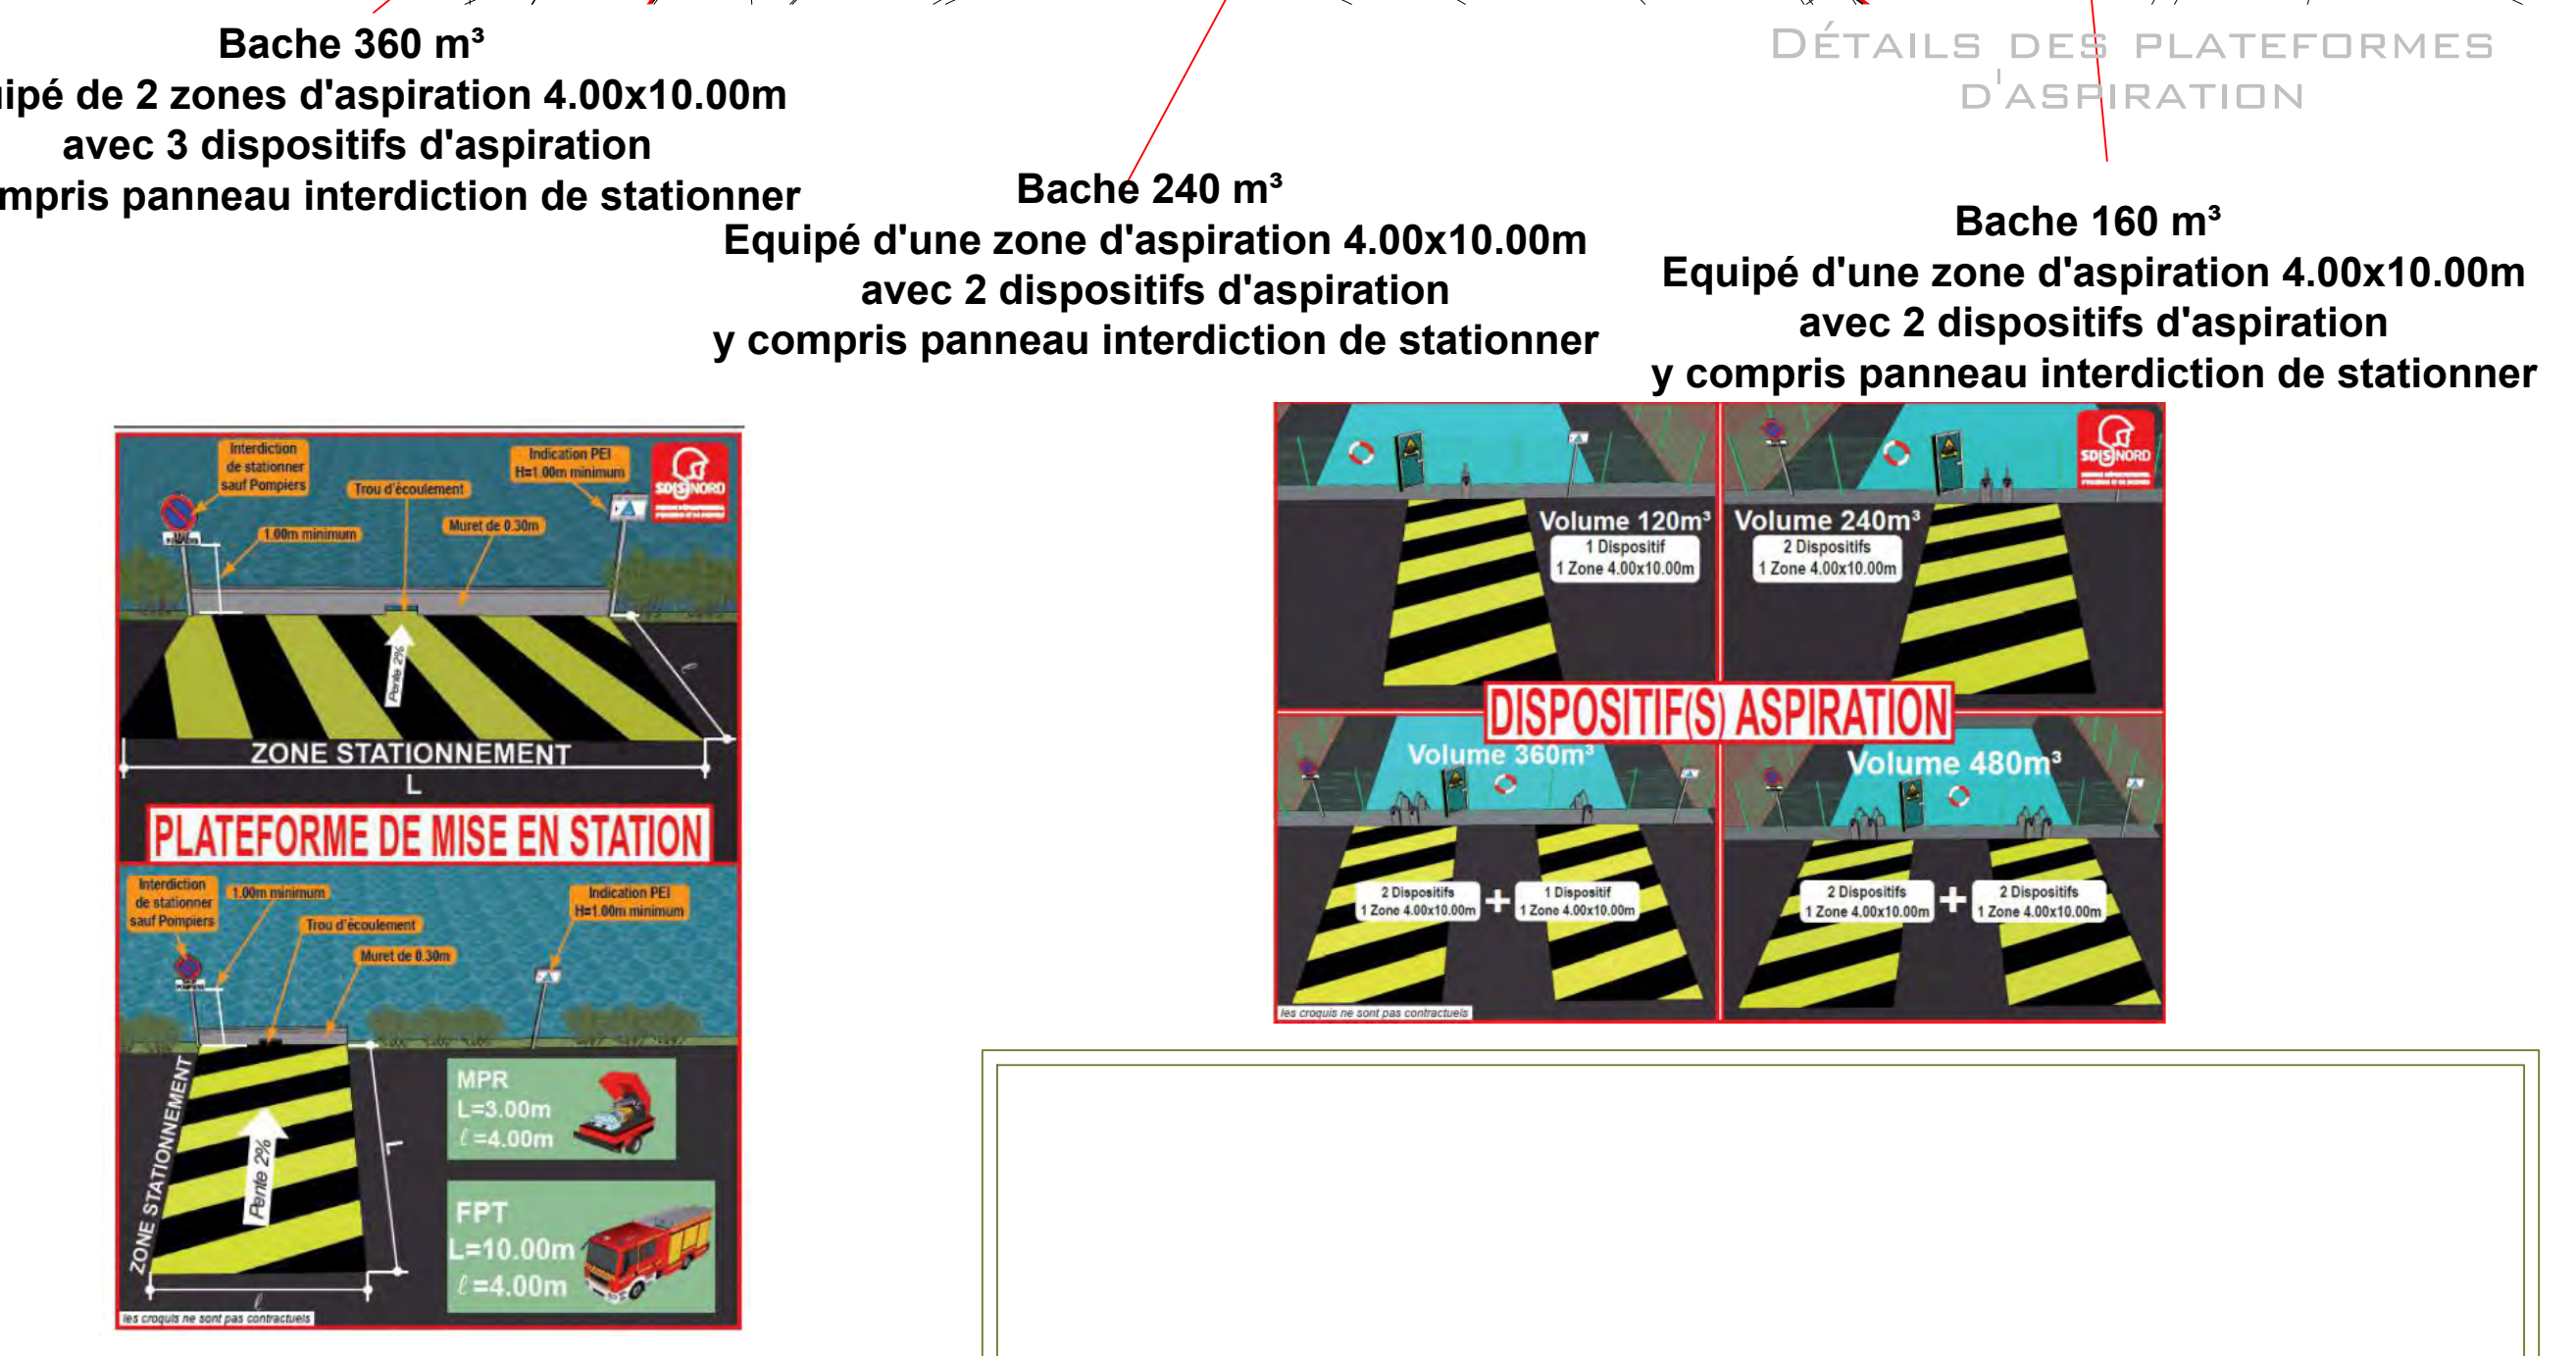 Bache 360 m³
uipé de 2 zones d'aspiration 4.00x10.00m
avec 3 dispositifs d'aspiration
mpris panneau interdiction de stationner
Bache 240 m³
Equipé d'une zone d'aspiration 4.00x10.00m
avec 2 dispositifs d'aspiration
y compris panneau interdiction de stationner
DÉTAILS DES PLATEFORMES
D'ASPIRATION
Bache 160 m³
Equipé d'une zone d'aspiration 4.00x10.00m
avec 2 dispositifs d'aspiration
y compris panneau interdiction de stationner
Interdiction
de stationner
sauf Pompiers
Trou d'écoulement
Indication PEI
H=1.00m minimum
SDIS NORD
1.00m minimum
Muret de 0.30m
Pente 2%
ℓ
ZONE STATIONNEMENT
L
PLATEFORME DE MISE EN STATION
Interdiction
de stationner
sauf Pompiers
1.00m minimum
Trou d'écoulement
Muret de 0.30m
Indication PEI
H=1.00m minimum
ZONE STATIONNEMENT
Pente 2%
L
ℓ
MPR
L=3.00m
ℓ =4.00m
FPT
L=10.00m
ℓ =4.00m
les croquis ne sont pas contractuels
SDIS NORD
Volume 120m³
1 Dispositif
1 Zone 4.00x10.00m
Volume 240m³
2 Dispositifs
1 Zone 4.00x10.00m
DISPOSITIF(S) ASPIRATION
Volume 360m³
2 Dispositifs
1 Zone 4.00x10.00m
+
1 Dispositif
1 Zone 4.00x10.00m
Volume 480m³
2 Dispositifs
1 Zone 4.00x10.00m
+
2 Dispositifs
1 Zone 4.00x10.00m
les croquis ne sont pas contractuels